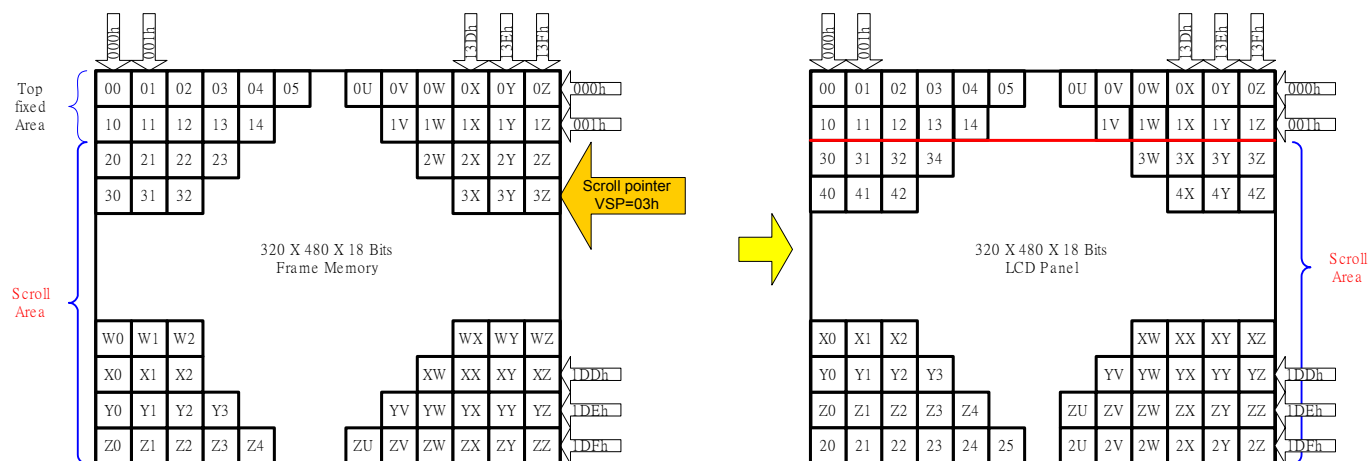 000h 001h 13Dh 13Eh 13Fh 000h 001h 13Dh 13Eh 13Fh
Top
fixed
Area
00 01 02 03 04 05 0U 0V 0W 0X 0Y 0Z 000h
10 11 12 13 14 1V 1W 1X 1Y 1Z 001h
20 21 22 23 2W 2X 2Y 2Z
30 31 32 3X 3Y 3Z
Scroll pointer
VSP=03h
320 X 480 X 18 Bits
Frame Memory
Scroll
Area
W0 W1 W2 WX WY WZ
X0 X1 X2 XW XX XY XZ 1DDh
Y0 Y1 Y2 Y3 YV YW YX YY YZ 1DEh
Z0 Z1 Z2 Z3 Z4 ZU ZV ZW ZX ZY ZZ 1DFh
00 01 02 03 04 05 0U 0V 0W 0X 0Y 0Z 000h
10 11 12 13 14 1V 1W 1X 1Y 1Z 001h
30 31 32 34 3W 3X 3Y 3Z
40 41 42 4X 4Y 4Z
320 X 480 X 18 Bits
LCD Panel
Scroll
Area
X0 X1 X2 XW XX XY XZ
Y0 Y1 Y2 Y3 YV YW YX YY YZ 1DDh
Z0 Z1 Z2 Z3 Z4 ZU ZV ZW ZX ZY ZZ 1DEh
20 21 22 23 24 25 2U 2V 2W 2X 2Y 2Z 1DFh